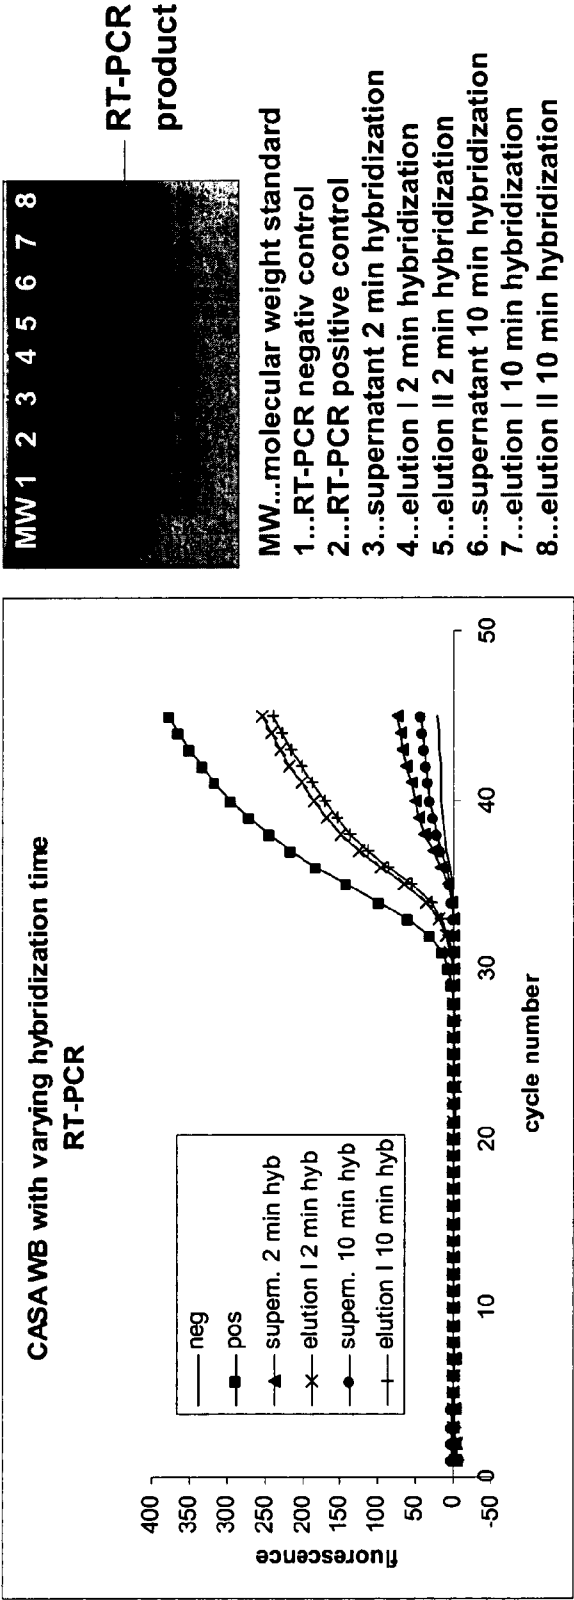 CASAWB with varying hybridization time
RT-PCR
fluorescence
400
350
300
250
200
150
100
50
0
-50
0
10
20
30
40
50
cycle number
neg
pos
supern. 2 min hyb
elution I 2 min hyb
supern. 10 min hyb
elution I 10 min hyb
MW 1 2 3 4 5 6 7 8
RT-PCR
product
MW...molecular weight standard
1...RT-PCR negativ control
2...RT-PCR positive control
3...supernatant 2 min hybridization
4...elution I 2 min hybridization
5...elution II 2 min hybridization
6...supernatant 10 min hybridization
7...elution I 10 min hybridization
8...elution II 10 min hybridization